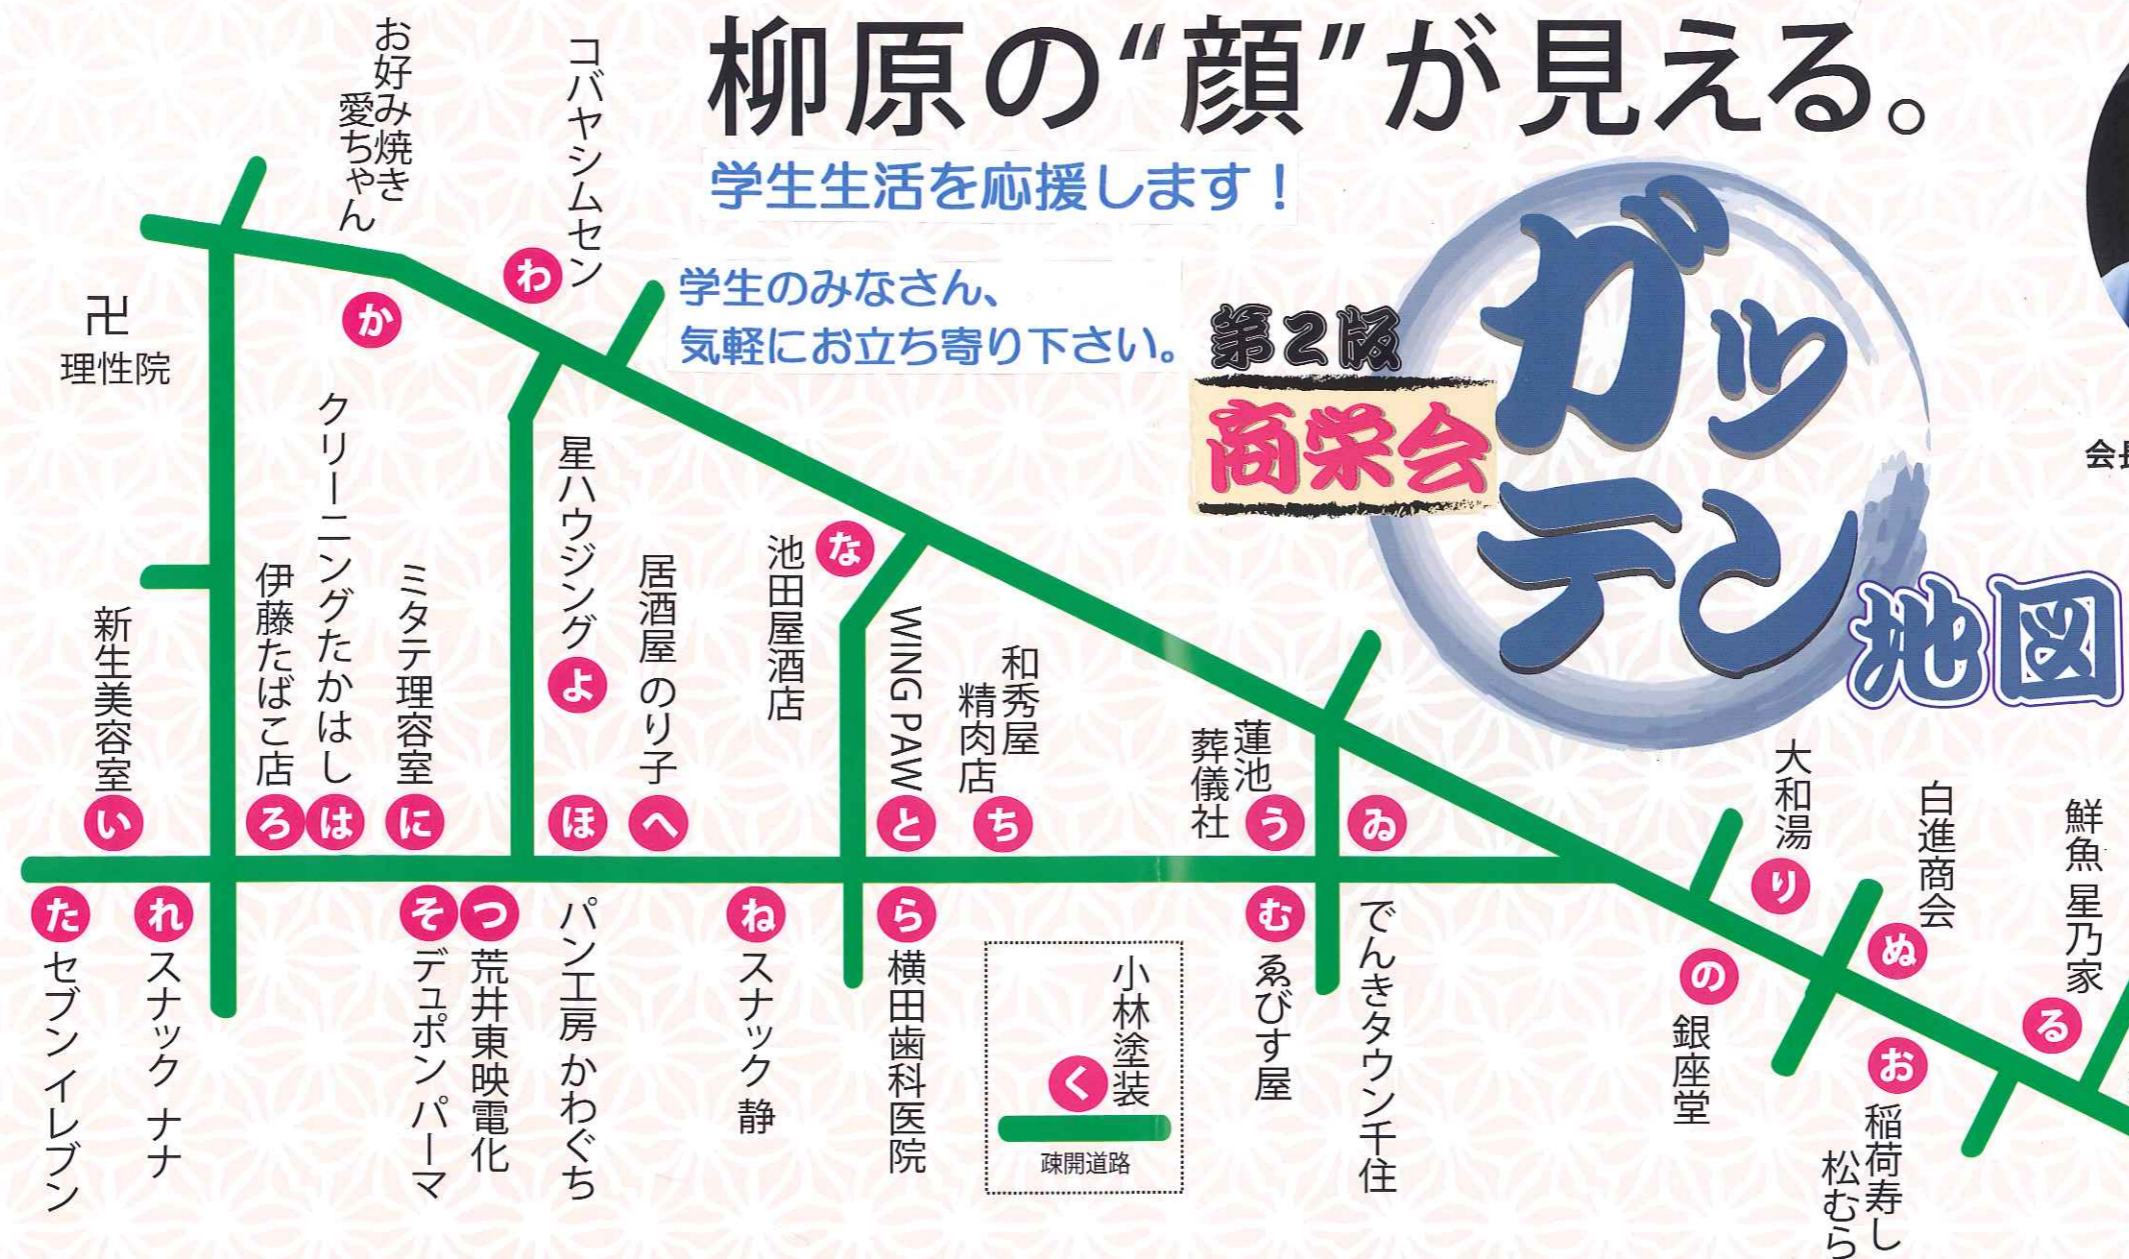 柳原の“顔”が見える。
学生生活を応援します！
学生のみなさん、
気軽にお立ち寄り下さい。
第2版
商栄会
ガッテン
地図
会長
お好み焼き
愛ちゃん
か
コバヤシムセン
わ
卍
理性院
新生美容室
い
伊藤たばこ店
ろ
クリーニングたかはし
は
ミタテ理容室
に
星ハウジング
よ
ほ
居酒屋 のり子
へ
池田屋酒店
な
WING PAW
と
和秀屋
精肉店
ち
蓮池
葬儀社
う
ゐ
大和湯
り
白進商会
ぬ
鮮魚 星乃家
る
た
セブン イレブン
れ
スナック ナナ
そ
デュポン パーマ
つ
荒井東映電化
パン工房 かわぐち
ね
スナック 静
ら
横田歯科医院
小林塗装
く
疎開道路
む
ゑびす屋
でんきタウン千住
の
銀座堂
お
稲荷寿し
松むら